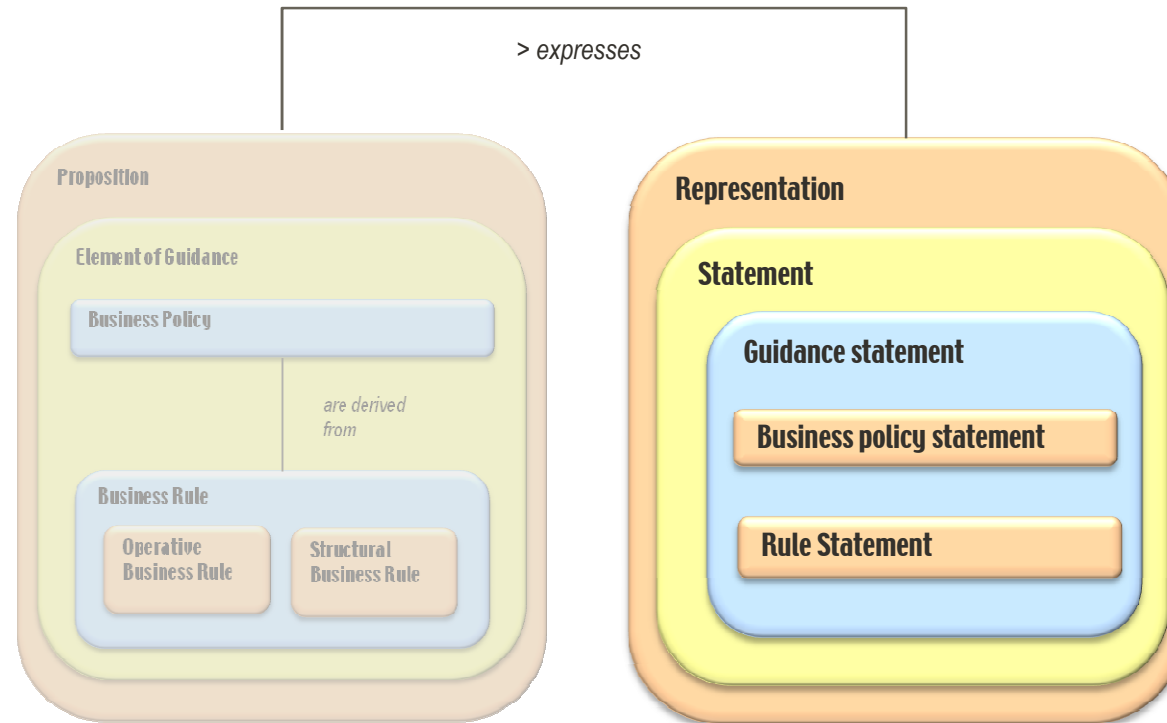 > expresses
Proposition
Element of Guidance
Business Policy
are derived
from
Business Rule
Operative
Business Rule
Structural
Business Rule
Representation
Statement
Guidance statement
Business policy statement
Rule Statement